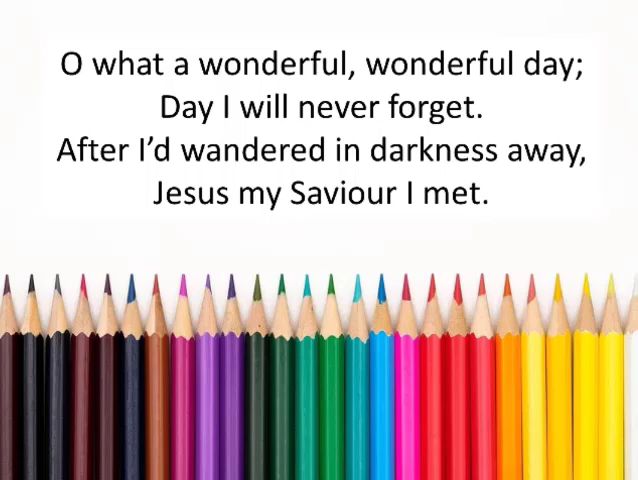 O what a wonderful, wonderful day;
Day I will never forget.
After I’d wandered in darkness away,
Jesus my Saviour I met.